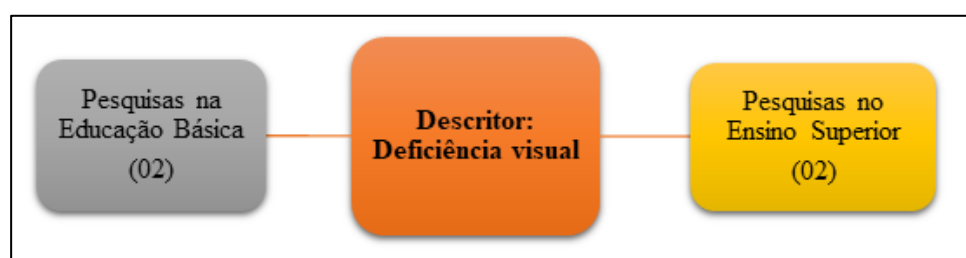 Pesquisas na
Educação Básica
(02)
Descritor:
Deficiência visual
Pesquisas no
Ensino Superior
(02)